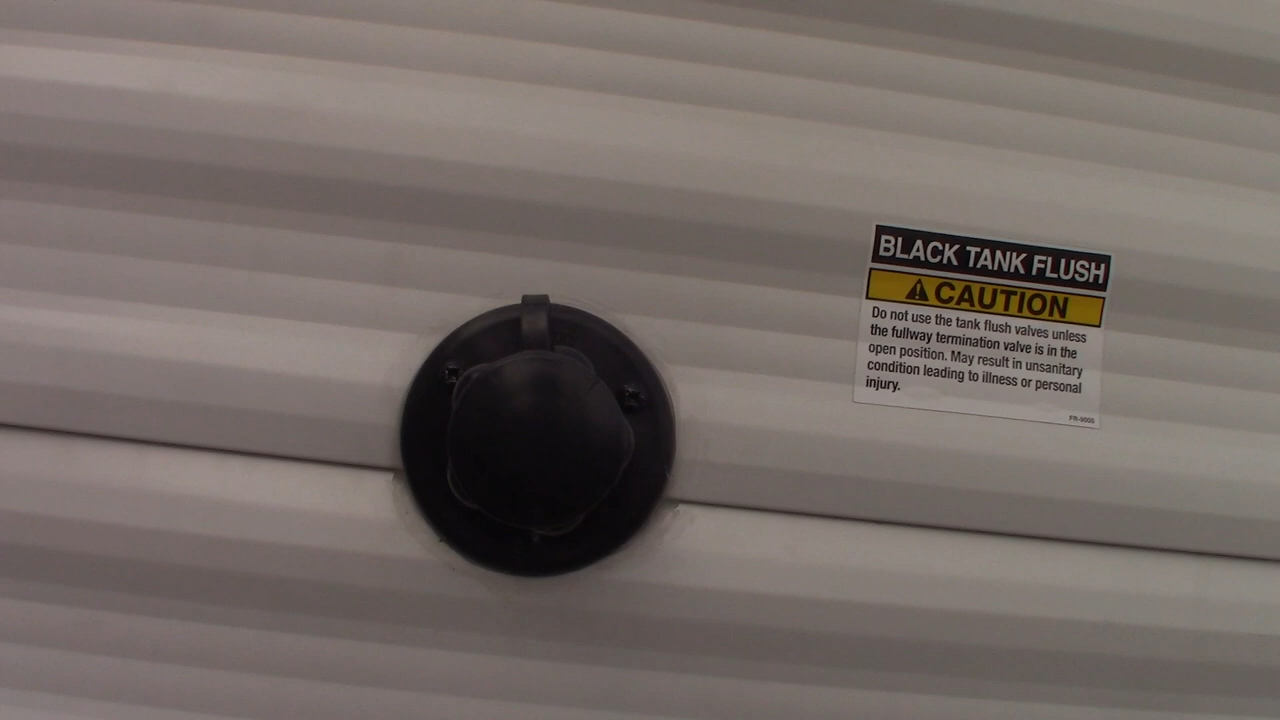 BLACK TANK FLUSH
CAUTION
Do not use the tank flush valves unless
the fullway termination valve is in the
open position. May result in unsanitary
condition leading to illness or personal
injury.
FR-9005